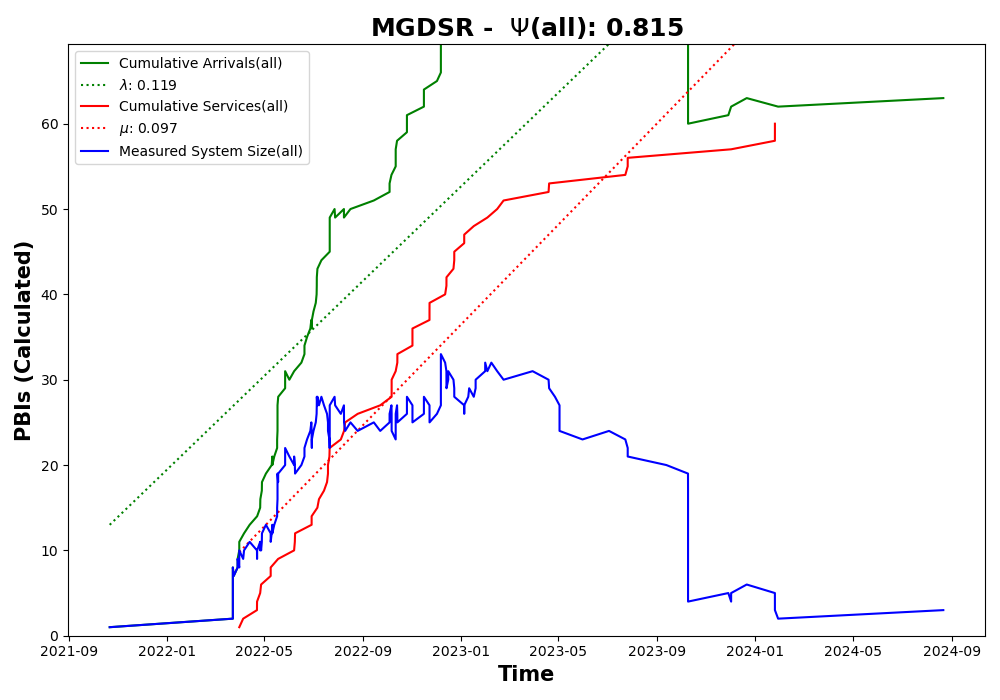 MGDSR - Ψ(all): 0.815
Cumulative Arrivals(all)
λ: 0.119
Cumulative Services(all)
μ: 0.097
Measured System Size(all)
PBIs (Calculated)
60
50
40
30
20
10
0
2021-09 2022-01 2022-05 2022-09 2023-01 2023-05 2023-09 2024-01 2024-05 2024-09
Time